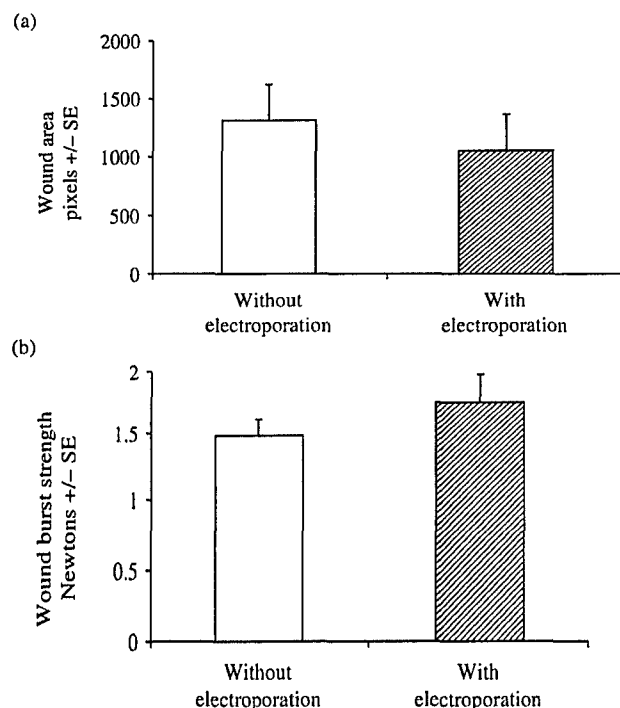 (a)
2000
1500
1000
500
0
Wound area
pixels +/– SE
Without
electroporation
With
electroporation
(b)
2
1.5
1
0.5
0
Wound burst strength
Newtons +/– SE
Without
electroporation
With
electroporation